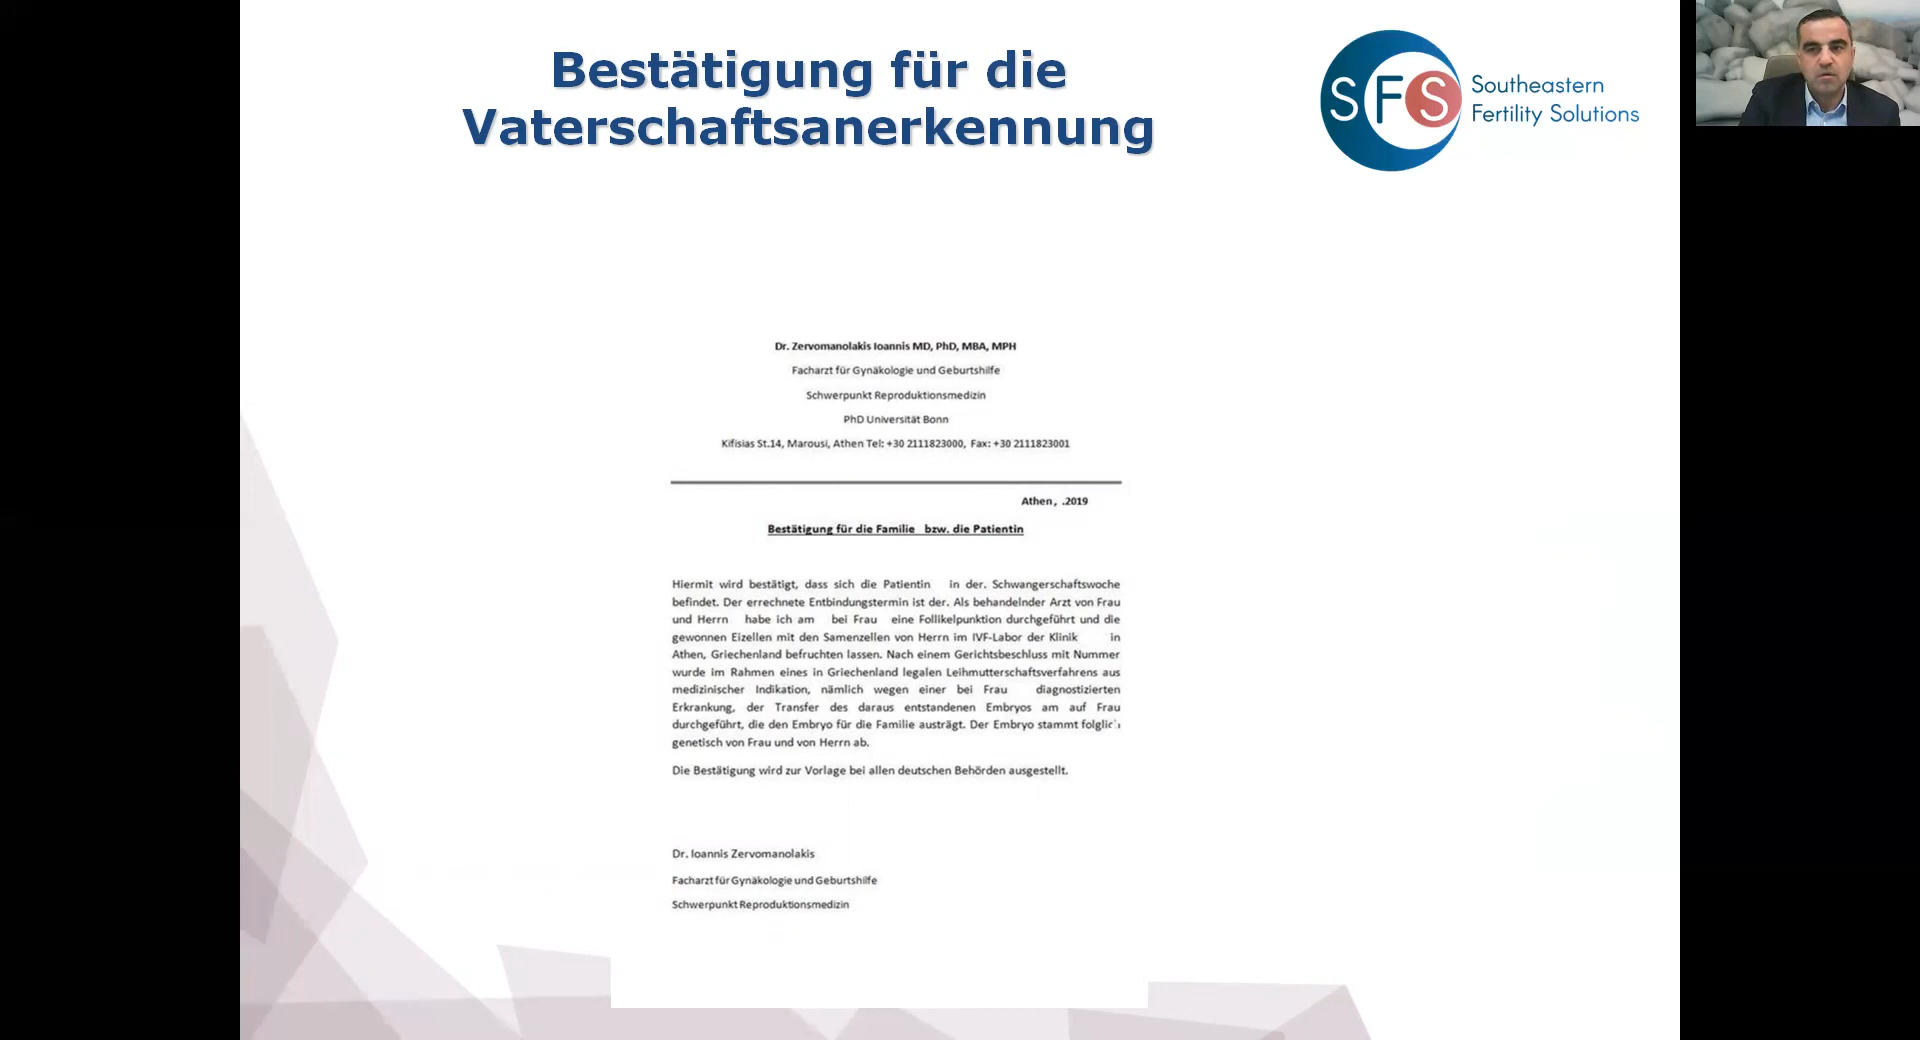 Bestätigung für die
Vaterschaftsanerkennung
SFS
Southeastern
Fertility Solutions
Dr. Zervomanolakis Ioannis MD, PhD, MBA, MPH
Facharzt für Gynäkologie und Geburtshilfe
Schwerpunkt Reproduktionsmedizin
PhD Universität Bonn
Kifisias St.14, Marousi, Athen Tel: +30 2111823000, Fax: +30 2111823001
Athen, .2019
Bestätigung für die Familie bzw. die Patientin
Hiermit wird bestätigt, dass sich die Patientin in der. Schwangerschaftswoche
befindet. Der errechnete Entbindungstermin ist der. Als behandelnder Arzt von Frau
und Herrn habe ich am bei Frau eine Follikelpunktion durchgeführt und die
gewonnen Eizellen mit den Samenzellen von Herrn im IVF-Labor der Klinik in
Athen, Griechenland befruchten lassen. Nach einem Gerichtsbeschluss mit Nummer
wurde im Rahmen eines in Griechenland legalen Leihmutterschaftsverfahrens aus
medizinischer Indikation, nämlich wegen einer bei Frau diagnostizierten
Erkrankung, der Transfer des daraus entstandenen Embryos am auf Frau
durchgeführt, die den Embryo für die Familie austrägt. Der Embryo stammt folglich
genetisch von Frau und von Herrn ab.
Die Bestätigung wird zur Vorlage bei allen deutschen Behörden ausgestellt.
Dr. Ioannis Zervomanolakis
Facharzt für Gynäkologie und Geburtshilfe
Schwerpunkt Reproduktionsmedizin